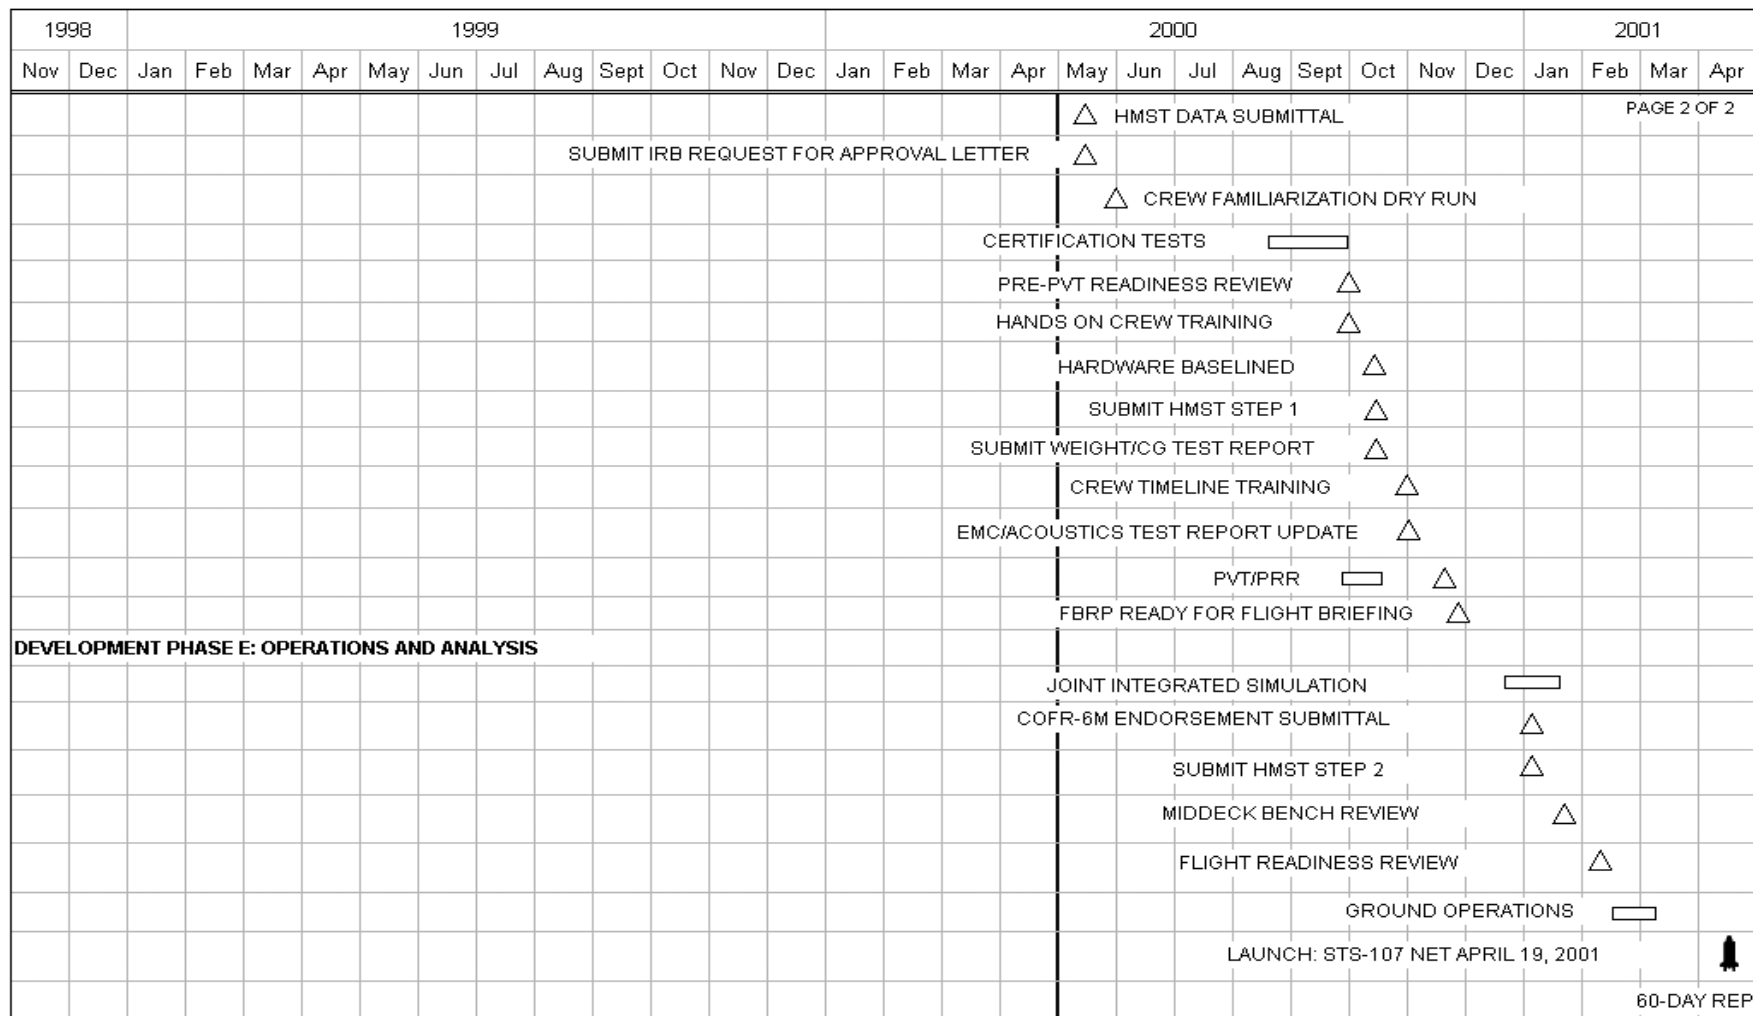 1998 1999 2000 2001
Nov Dec Jan Feb Mar Apr May Jun Jul Aug Sept Oct Nov Dec Jan Feb Mar Apr May Jun Jul Aug Sept Oct Nov Dec Jan Feb Mar Apr
PAGE 2 OF 2
HMST DATA SUBMITTAL
SUBMIT IRB REQUEST FOR APPROVAL LETTER
CREW FAMILIARIZATION DRY RUN
CERTIFICATION TESTS
PRE-PVT READINESS REVIEW
HANDS ON CREW TRAINING
HARDWARE BASELINED
SUBMIT HMST STEP 1
SUBMIT WEIGHT/CG TEST REPORT
CREW TIMELINE TRAINING
EMC/ACOUSTICS TEST REPORT UPDATE
PVT/PRR
FBRP READY FOR FLIGHT BRIEFING
DEVELOPMENT PHASE E: OPERATIONS AND ANALYSIS
JOINT INTEGRATED SIMULATION
COFR-6M ENDORSEMENT SUBMITTAL
SUBMIT HMST STEP 2
MIDDECK BENCH REVIEW
FLIGHT READINESS REVIEW
GROUND OPERATIONS
LAUNCH: STS-107 NET APRIL 19, 2001
60-DAY REP